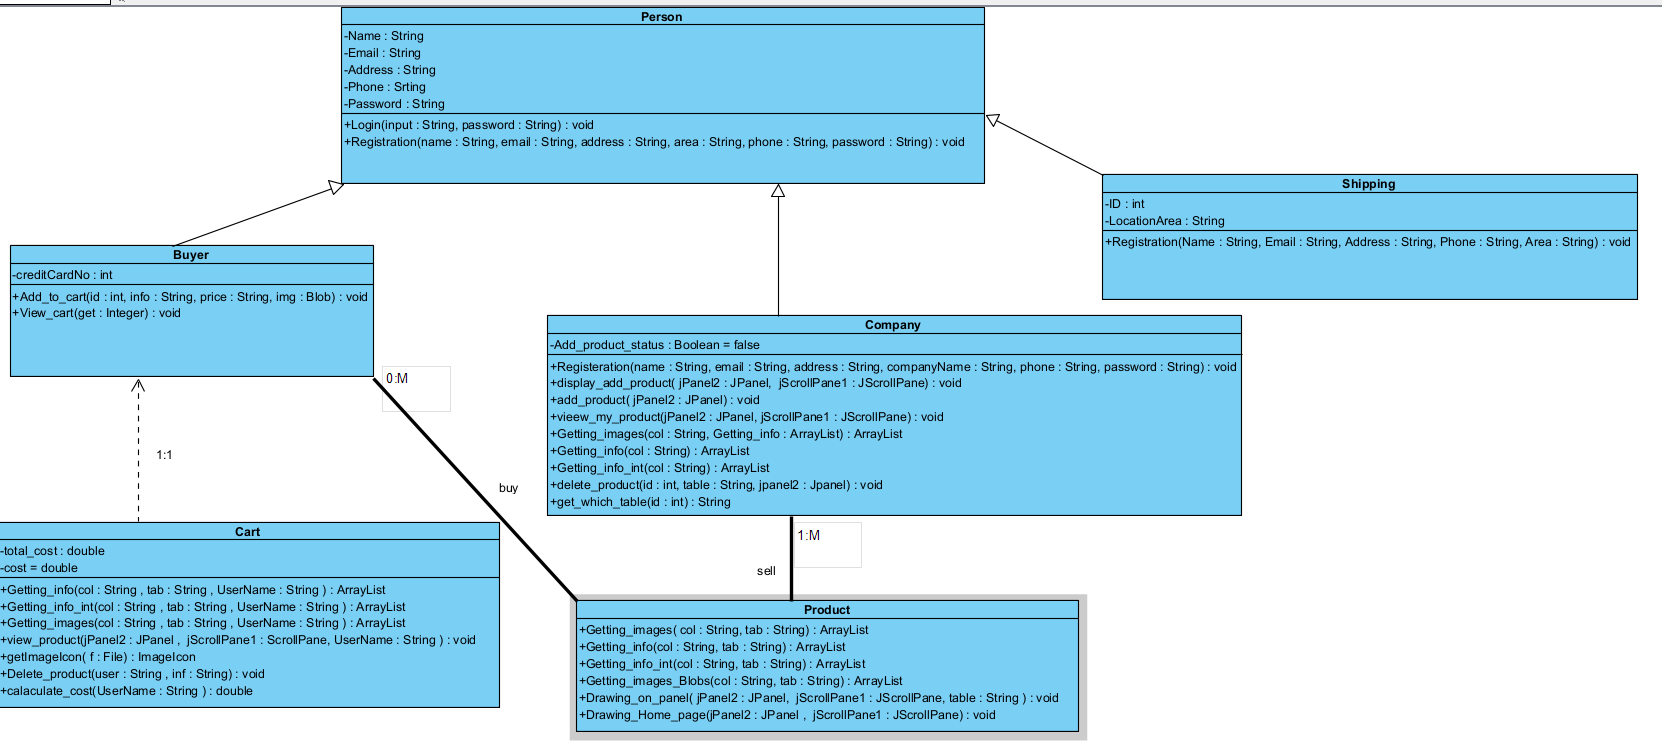 Person
-Name : String
-Email : String
-Address : String
-Phone : Srting
-Password : String
+Login(input : String, password : String) : void
+Registration(name : String, email : String, address : String, area : String, phone : String, password : String) : void
Shipping
-ID : int
-LocationArea : String
+Registration(Name : String, Email : String, Address : String, Phone : String, Area : String) : void
Buyer
-creditCardNo : int
+Add_to_cart(id : int, info : String, price : String, img : Blob) : void
+View_cart(get : Integer) : void
Company
-Add_product_status : Boolean = false
+Registeration(name : String, email : String, address : String, companyName : String, phone : String, password : String) : void
+display_add_product( jPanel2 : JPanel,  jScrollPane1 : JScrollPane) : void
+add_product( jPanel2 : JPanel) : void
+vieew_my_product(jPanel2 : JPanel, jScrollPane1 : JScrollPane) : void
+Getting_images(col : String, Getting_info : ArrayList) : ArrayList
+Getting_info(col : String) : ArrayList
+Getting_info_int(col : String) : ArrayList
+delete_product(id : int, table : String, jpanel2 : Jpanel) : void
+get_which_table(id : int) : String
0:M
1:1
buy
1:M
sell
Cart
-total_cost : double
-cost = double
+Getting_info(col : String , tab : String , UserName : String ) : ArrayList
+Getting_info_int(col : String , tab : String , UserName : String ) : ArrayList
+Getting_images(col : String , tab : String , UserName : String ) : ArrayList
+view_product(jPanel2 : JPanel ,  jScrollPane1 : ScrollPane, UserName : String ) : void
+getImageIcon( f : File) : ImageIcon
+Delete_product(user : String , inf : String) : void
+calaculate_cost(UserName : String ) : double
Product
+Getting_images( col : String, tab : String) : ArrayList
+Getting_info(col : String, tab : String) : ArrayList
+Getting_info_int(col : String, tab : String) : ArrayList
+Getting_images_Blobs(col : String, tab : String) : ArrayList
+Drawing_on_panel( jPanel2 : JPanel,  jScrollPane1 : JScrollPane, table : String ) : void
+Drawing_Home_page(jPanel2 : JPanel ,  jScrollPane1 : JScrollPane) : void